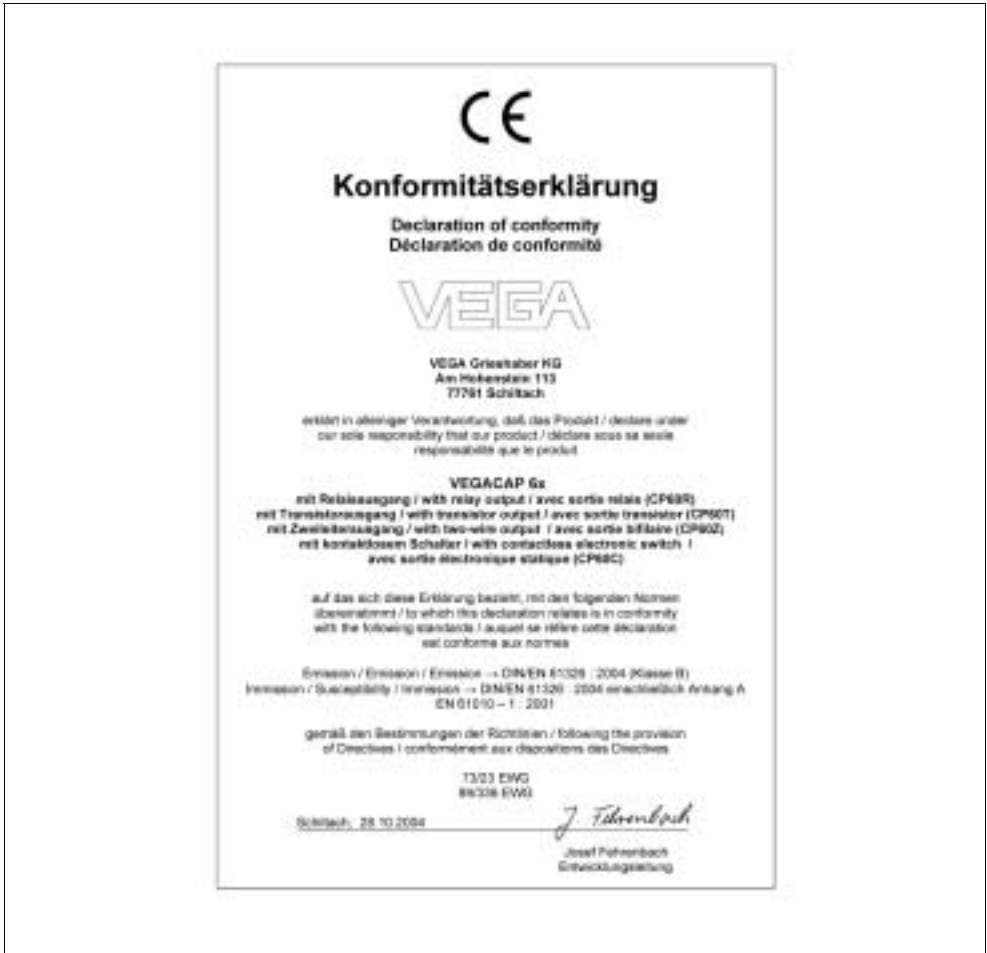 CE
Konformitätserklärung
Declaration of conformity
Déclaration de conformité
VEGA
VEGA Grieshaber KG
Am Hohenstein 113
77761 Schiltach
erklärt in alleiniger Verantwortung, daß das Produkt / declare under
our sole responsibility that our product / déclare sous sa seule
responsabilité que le produit
VEGACAP 6x
mit Relaisausgang / with relay output / avec sortie relais (CP60R)
mit Transistorausgang / with transistor output / avec sortie transistor (CP60T)
mit Zweileiterausgang / with two-wire output / avec sortie bifilaire (CP60Z)
mit kontaktlosem Schalter / with contactless electronic switch /
avec sortie électronique statique (CP60C)
auf das sich diese Erklärung bezieht, mit den folgenden Normen
übereinstimmt / to which this declaration relates is in conformity
with the following standards / auquel se réfère cette déclaration
est conforme aux normes
Emission / Emission / Emission → DIN/EN 61326 : 2004 (Klasse B)
Immission / Susceptibility / Immission → DIN/EN 61326 : 2004 einschließlich Anhang A
EN 61010 – 1 : 2001
gemäß den Bestimmungen der Richtlinien / following the provision
of Directives / conformément aux dispositions des Directives
73/23 EWG
89/336 EWG
Schiltach, 28.10.2004
J. Fehrenbach
Josef Fehrenbach
Entwicklungsleitung